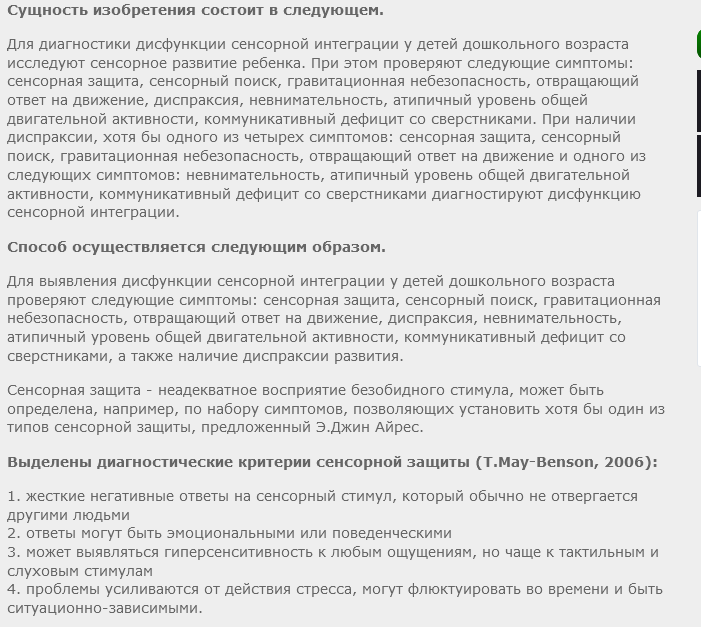 Сущность изобретения состоит в следующем.
Для диагностики дисфункции сенсорной интеграции у детей дошкольного возраста
исследуют сенсорное развитие ребенка. При этом проверяют следующие симптомы:
сенсорная защита, сенсорный поиск, гравитационная небезопасность, отвращающий
ответ на движение, диспраксия, невнимательность, атипичный уровень общей
двигательной активности, коммуникативный дефицит со сверстниками. При наличии
диспраксии, хотя бы одного из четырех симптомов: сенсорная защита, сенсорный
поиск, гравитационная небезопасность, отвращающий ответ на движение и одного из
следующих симптомов: невнимательность, атипичный уровень общей двигательной
активности, коммуникативный дефицит со сверстниками диагностируют дисфункцию
сенсорной интеграции.
Способ осуществляется следующим образом.
Для выявления дисфункции сенсорной интеграции у детей дошкольного возраста
проверяют следующие симптомы: сенсорная защита, сенсорный поиск, гравитационная
небезопасность, отвращающий ответ на движение, диспраксия, невнимательность,
атипичный уровень общей двигательной активности, коммуникативный дефицит со
сверстниками, а также наличие диспраксии развития.
Сенсорная защита - неадекватное восприятие безобидного стимула, может быть
определена, например, по набору симптомов, позволяющих установить хотя бы один из
типов сенсорной защиты, предложенный Э.Джин Айрес.
Выделены диагностические критерии сенсорной защиты (T.May-Benson, 2006):
1. жесткие негативные ответы на сенсорный стимул, который обычно не отвергается
другими людьми
2. ответы могут быть эмоциональными или поведенческими
3. может выявляться гиперсенситивность к любым ощущениям, но чаще к тактильным и
слуховым стимулам
4. проблемы усиливаются от действия стресса, могут флюктуировать во времени и быть
ситуационно-зависимыми.